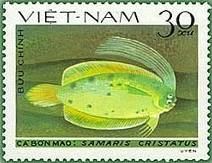 VIỆT-NAM
30
XU
BƯU CHÍNH
CÁ BƠN MÀO: SAMARIS CRISTATUS